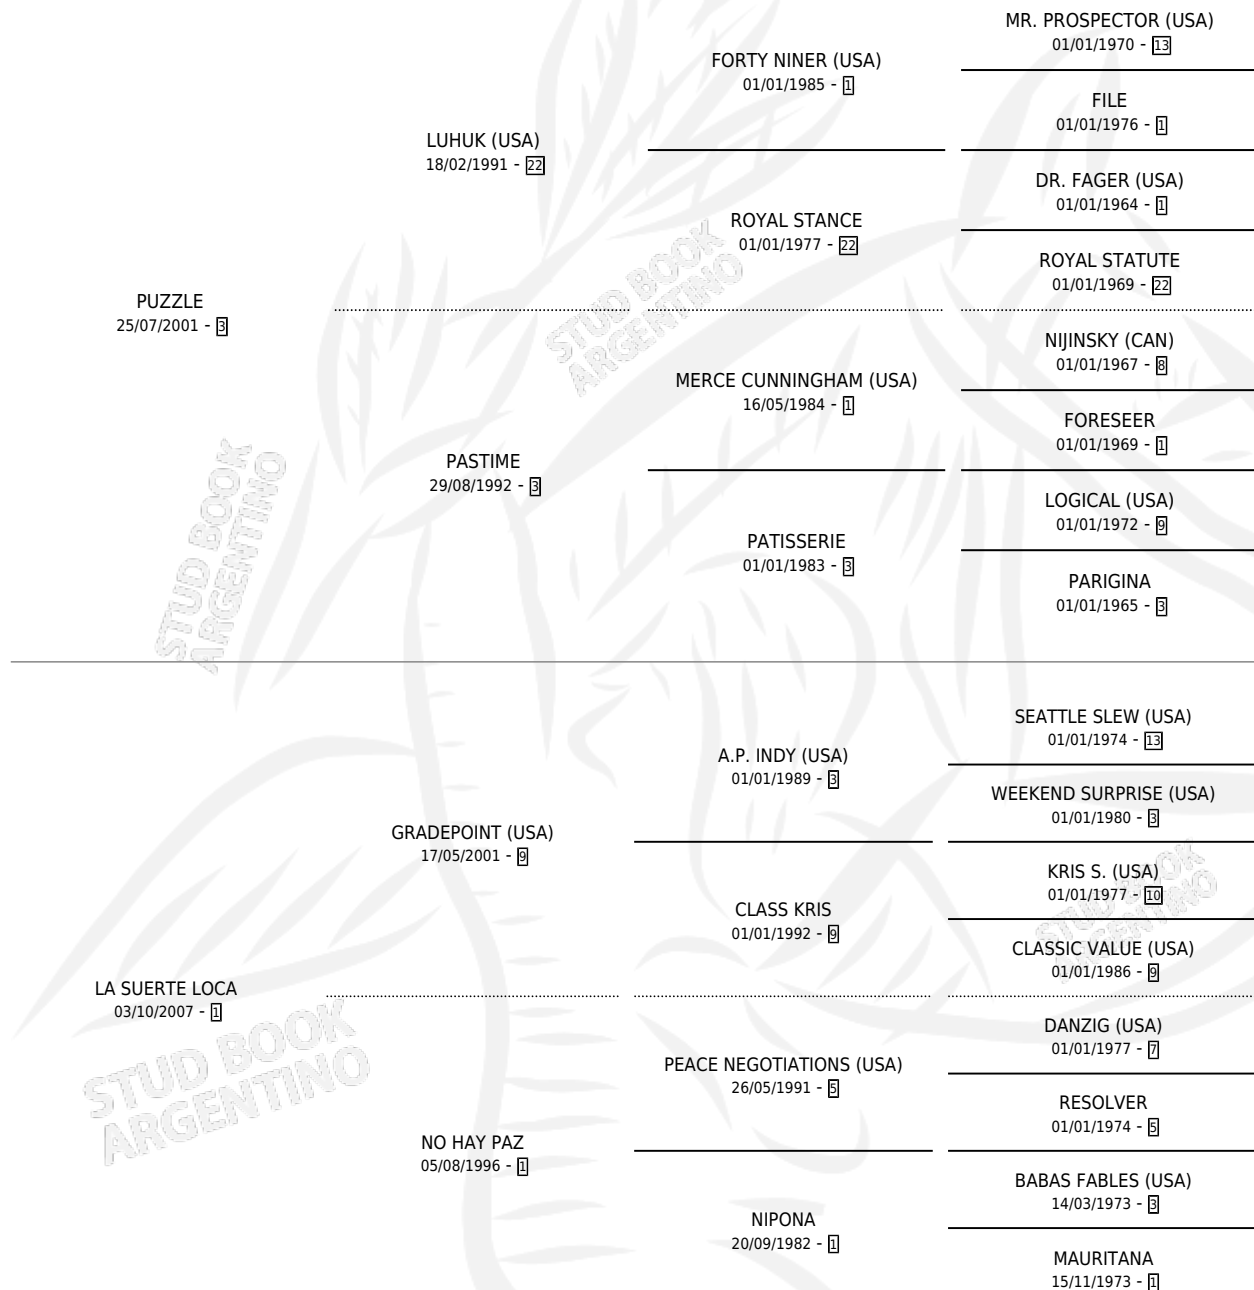 MR. PROSPECTOR (USA)
01/01/1970 - 13
FORTY NINER (USA)
01/01/1985 - 1
FILE
01/01/1976 - 1
LUHUK (USA)
18/02/1991 - 22
DR. FAGER (USA)
01/01/1964 - 1
ROYAL STANCE
01/01/1977 - 22
ROYAL STATUTE
01/01/1969 - 22
PUZZLE
25/07/2001 - 3
NIJINSKY (CAN)
01/01/1967 - 8
MERCE CUNNINGHAM (USA)
16/05/1984 - 1
FORESEER
01/01/1969 - 1
PASTIME
29/08/1992 - 3
LOGICAL (USA)
01/01/1972 - 9
PATISSERIE
01/01/1983 - 3
PARIGINA
01/01/1965 - 3
SEATTLE SLEW (USA)
01/01/1974 - 13
A.P. INDY (USA)
01/01/1989 - 3
WEEKEND SURPRISE (USA)
01/01/1980 - 3
GRADEPOINT (USA)
17/05/2001 - 9
KRIS S. (USA)
01/01/1977 - 10
CLASS KRIS
01/01/1992 - 9
CLASSIC VALUE (USA)
01/01/1986 - 9
LA SUERTE LOCA
03/10/2007 - 1
DANZIG (USA)
01/01/1977 - 7
PEACE NEGOTIATIONS (USA)
26/05/1991 - 5
RESOLVER
01/01/1974 - 5
NO HAY PAZ
05/08/1996 - 1
BABAS FABLES (USA)
14/03/1973 - 3
NIPONA
20/09/1982 - 1
MAURITANA
15/11/1973 - 1
STUD BOOK
ARGENTINO
STUD BOOK
ARGENTINO
STUD BOOK
ARGENTINO
STUD BOOK
ARGENTINO